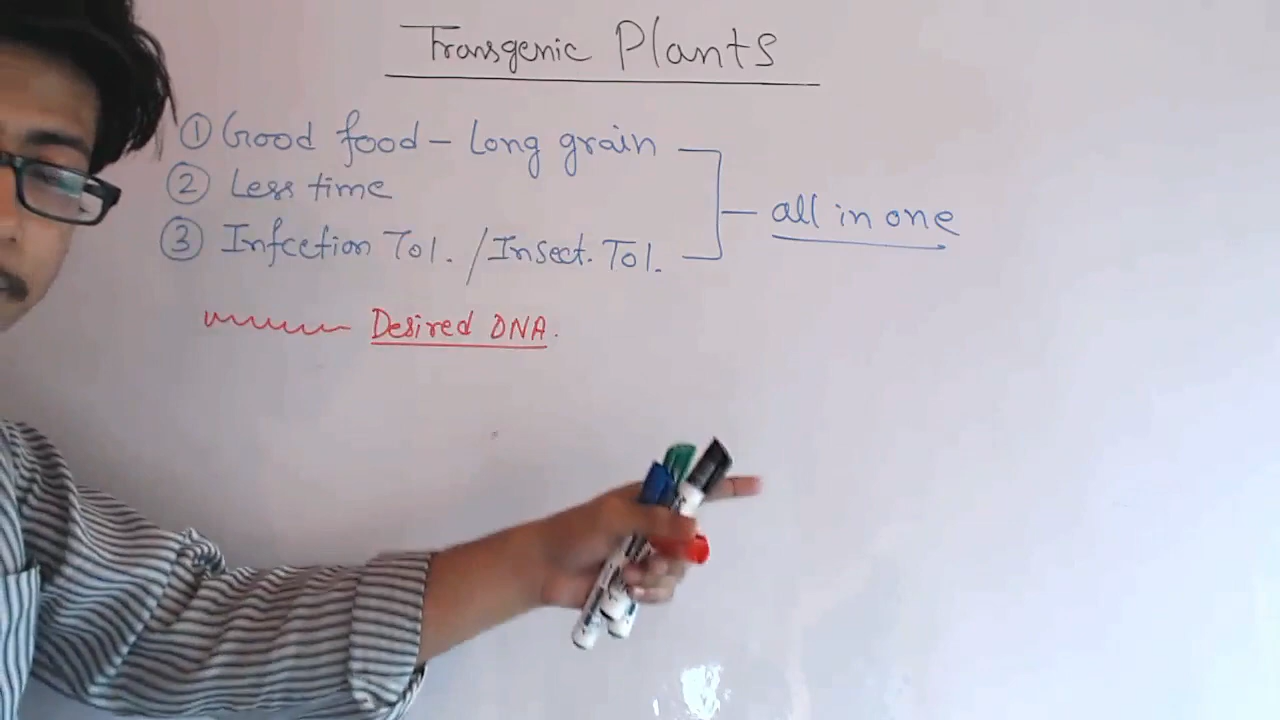 Transgenic Plants
① Good food - Long grain
② Less time
③ Infcetion Tol. / Insect. Tol.
all in one
Desired DNA.